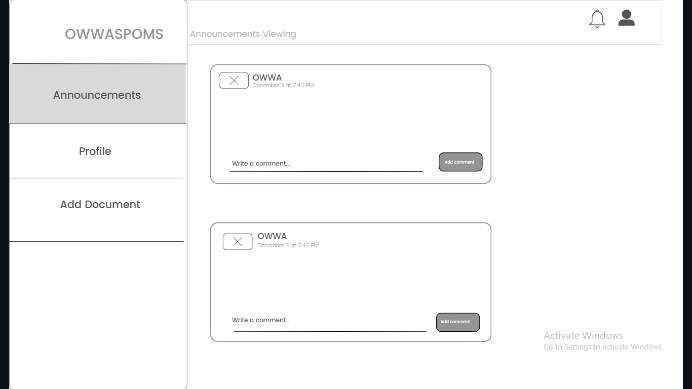 OWWASPOMS
Announcements Viewing
Announcements
Profile
Add Document
OWWA
December 3 at 7:40 PM
Write a comment...
Add comment
OWWA
December 3 at 7:40 PM
Write a comment...
Add comment
Activate Windows
Go to Settings to activate Windows.